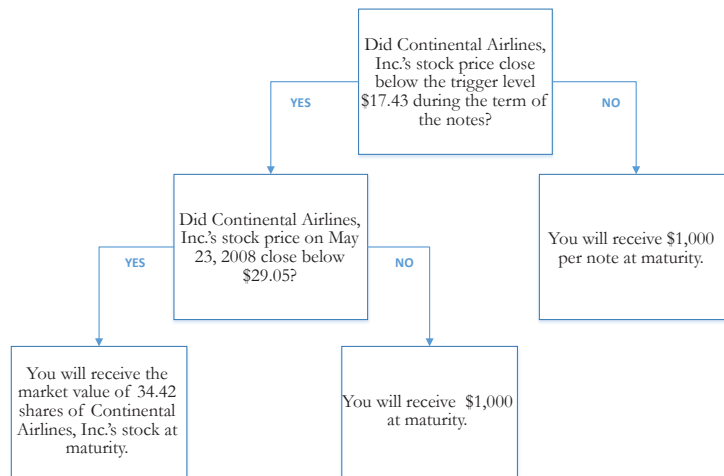 Did Continental Airlines,
Inc.'s stock price close
below the trigger level
$17.43 during the term of
the notes?
YES
NO
Did Continental Airlines,
Inc.'s stock price on May
23, 2008 close below
$29.05?
You will receive $1,000
per note at maturity.
YES
NO
You will receive the
market value of 34.42
shares of Continental
Airlines, Inc.'s stock at
maturity.
You will receive $1,000
at maturity.